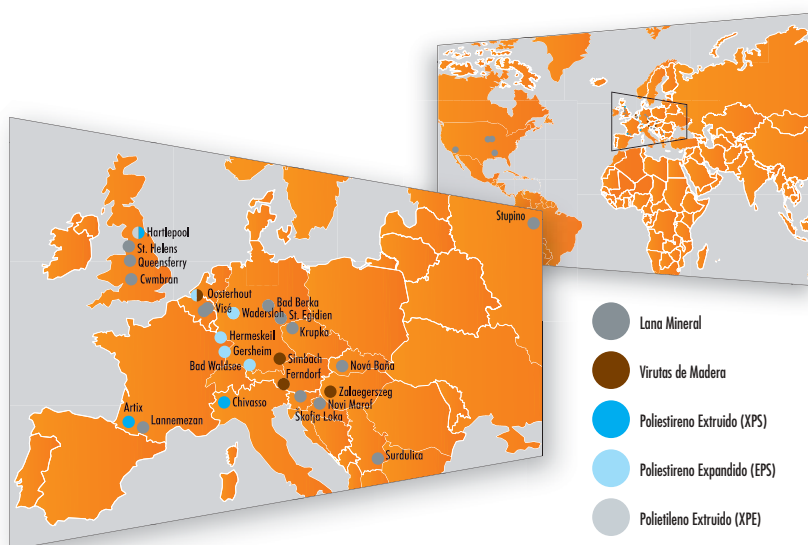 Stupino
Hartlepool
St. Helens
Queensferry
Cwmbran
Oosterhout
Visé
Bad Berka
Wadersloh
St. Egidien
Krupka
Hermeskeil
Gersheim
Bad Waldsee
Simbach
Ferndorf
Nová Baňa
Zalaegerszeg
Novi Marof
Škofja Loka
Chivasso
Artix
Lannemezan
Surdulica
Lana Mineral
Virutas de Madera
Poliestireno Extruido (XPS)
Poliestireno Expandido (EPS)
Polietileno Extruido (XPE)